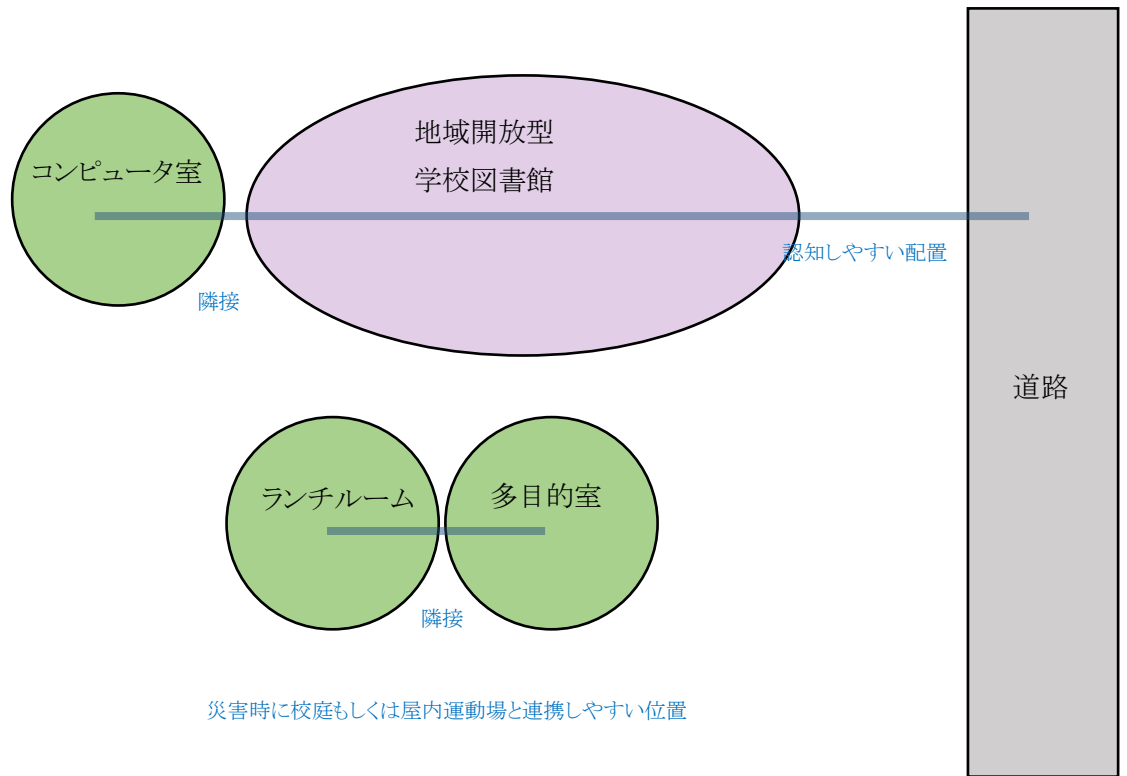 地域開放型
学校図書館
コンピュータ室
認知しやすい配置
隣接
道路
ランチルーム
多目的室
隣接
災害時に校庭もしくは屋内運動場と連携しやすい位置